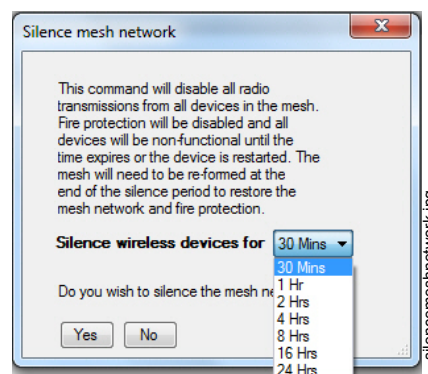 Silence mesh network
This command will disable all radio
transmissions from all devices in the mesh.
Fire protection will be disabled and all
devices will be non-functional until the
time expires or the device is restarted. The
mesh will need to be re-formed at the
end of the silence period to restore the
mesh network and fire protection.
Silence wireless devices for 30 Mins
30 Mins
1 Hr
2 Hrs
4 Hrs
8 Hrs
16 Hrs
24 Hrs
Do you wish to silence the mesh ne
Yes No
silencemeshnetwork.jpg